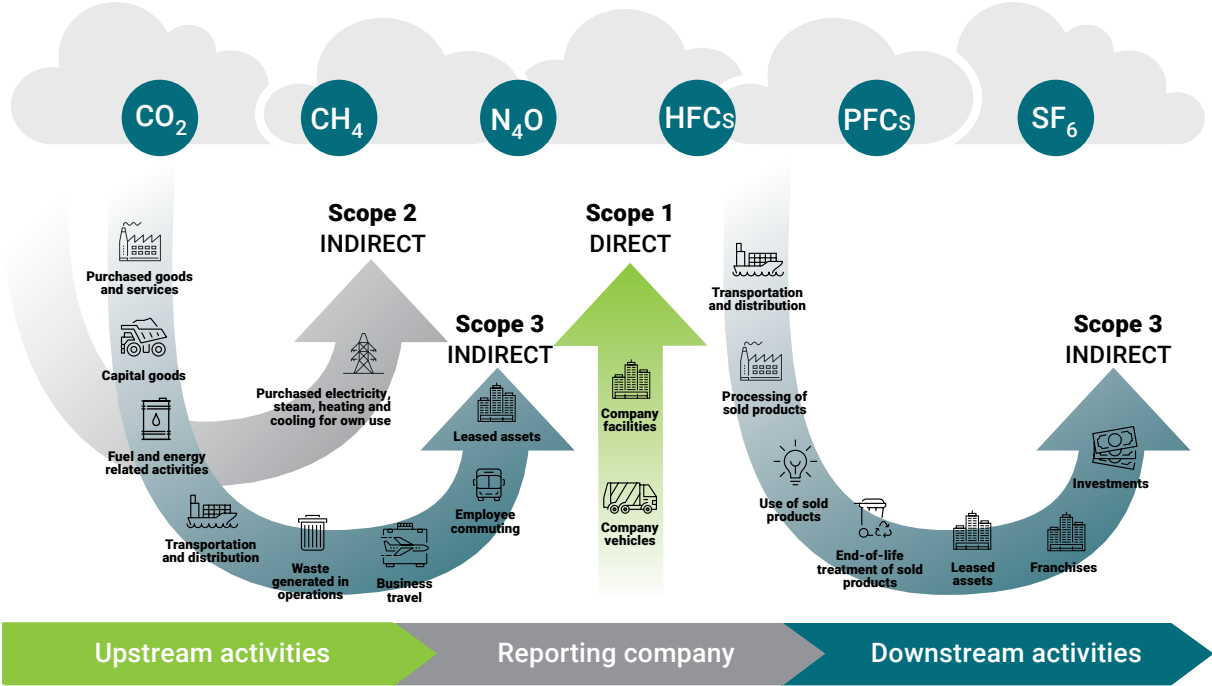 CO₂
CH₄
N₄O
HFCs
PFCs
SF₆
Scope 2
INDIRECT
Scope 1
DIRECT
Scope 3
INDIRECT
Scope 3
INDIRECT
Purchased goods
and services
Capital goods
Fuel and energy
related activities
Transportation
and distribution
Waste
generated in
operations
Business
travel
Employee
commuting
Leased assets
Purchased electricity,
steam, heating and
cooling for own use
Company
facilities
Company
vehicles
Transportation
and distribution
Processing of
sold products
Use of sold
products
End-of-life
treatment of sold
products
Leased
assets
Franchises
Investments
Upstream activities
Reporting company
Downstream activities